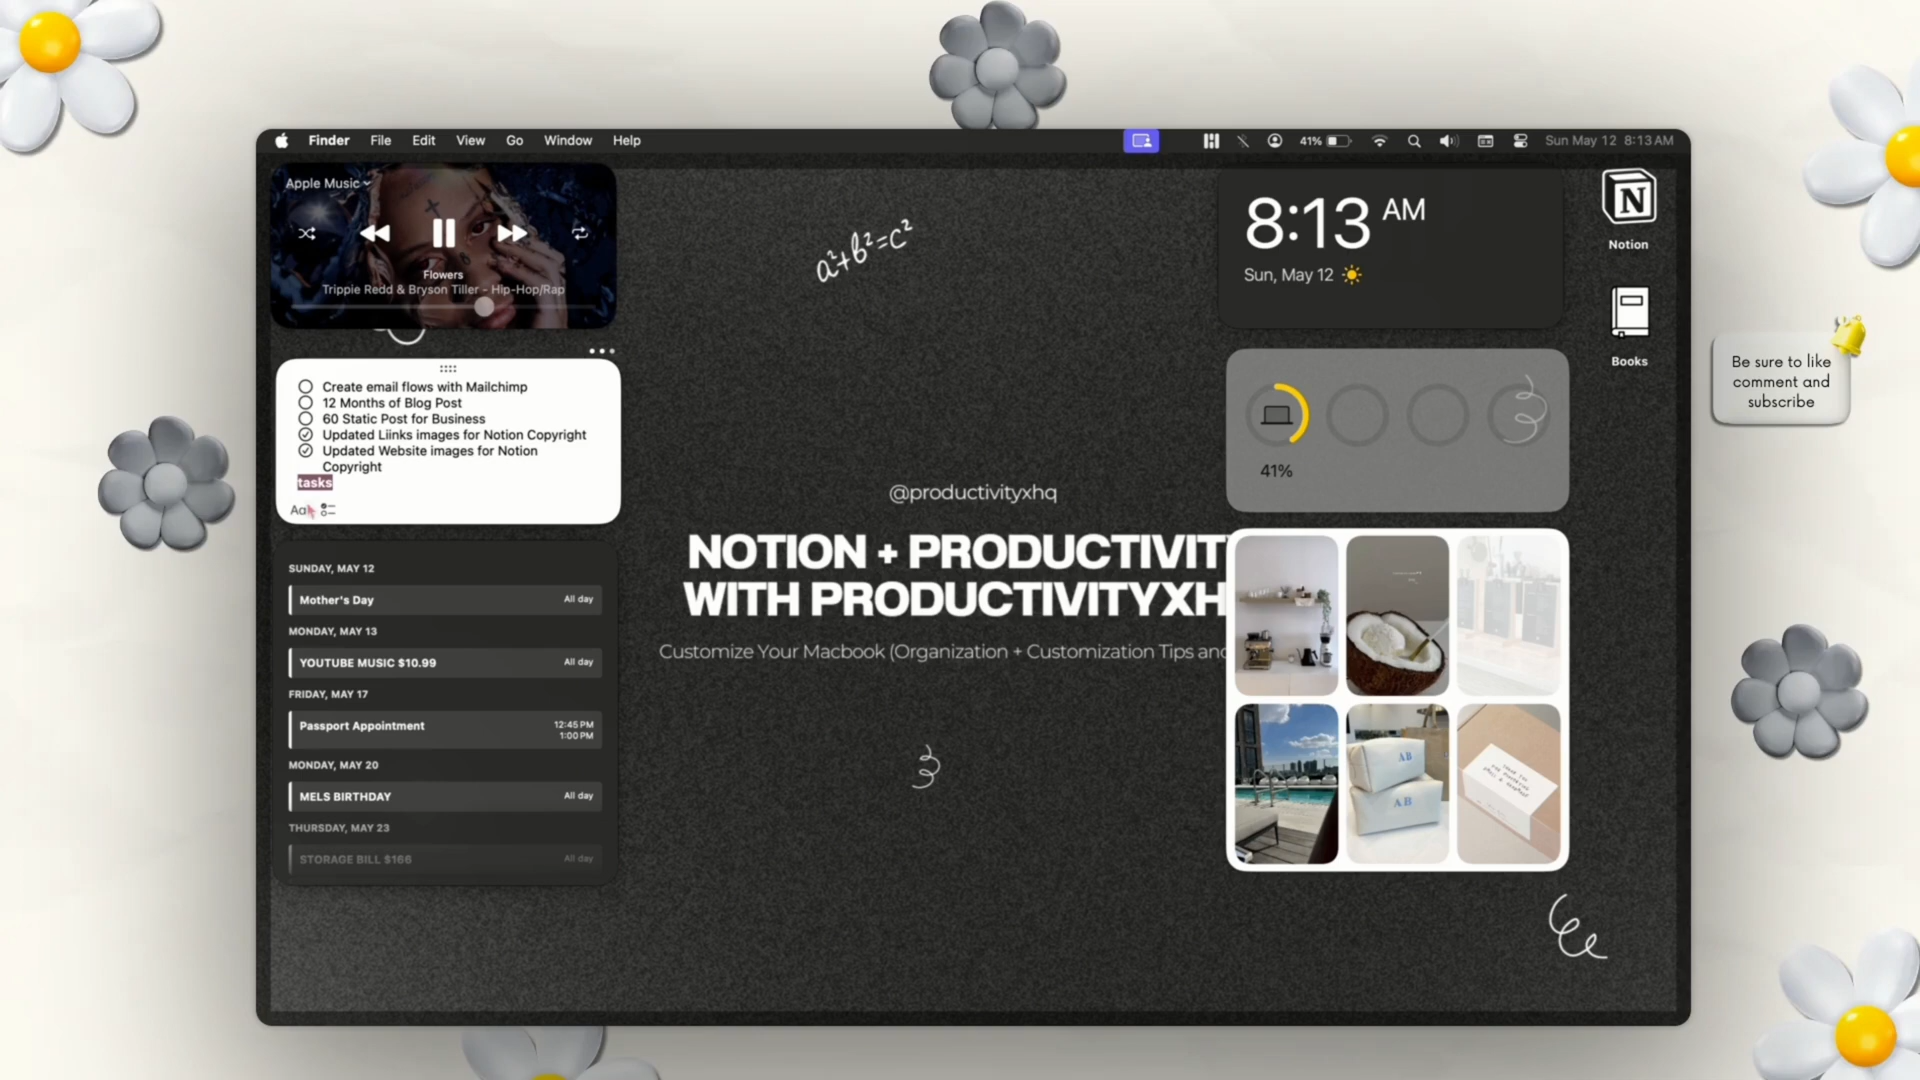 Finder File Edit View Go Window Help 41% Sun May 12 8:13 AM
Apple Music
Flowers
Trippie Redd & Bryson Tiller - Hip-Hop/Rap
Create email flows with Mailchimp
12 Months of Blog Post
60 Static Post for Business
Updated Liinks images for Notion Copyright
Updated Website images for Notion
Copyright
tasks
Aa
SUNDAY, MAY 12
Mother's Day All day
MONDAY, MAY 13
YOUTUBE MUSIC $10.99 All day
FRIDAY, MAY 17
Passport Appointment 12:45 PM
1:00 PM
MONDAY, MAY 20
MELS BIRTHDAY All day
THURSDAY, MAY 23
STORAGE BILL $166 All day
a²+b²=c²
@productivityxhq
NOTION + PRODUCTIVIT
WITH PRODUCTIVITYXH
Customize Your Macbook (Organization + Customization Tips and
8:13 AM
Sun, May 12
41%
AB
AB
N
Notion
Books
Be sure to like
comment and
subscribe